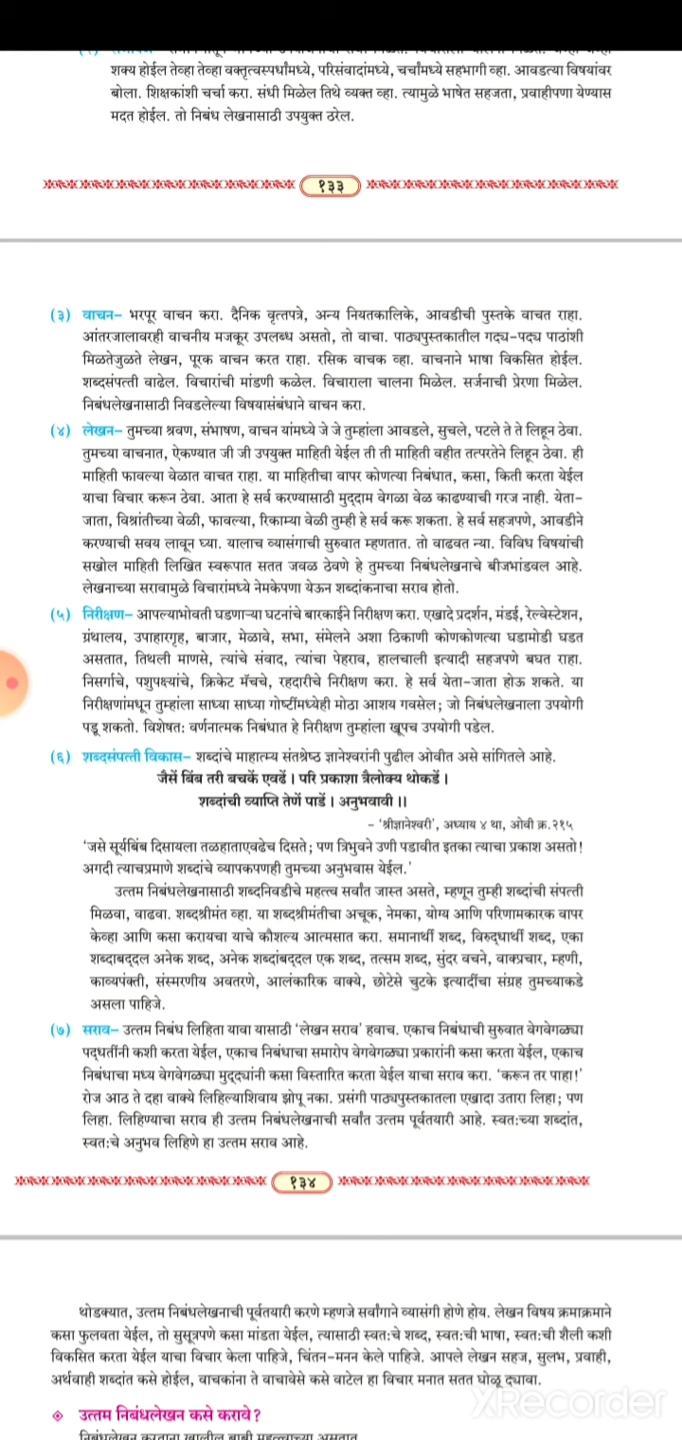 शक्य होईल तेव्हा तेव्हा वक्तृत्वस्पर्धांमध्ये, परिसंवादांमध्ये, चर्चांमध्ये सहभागी व्हा. आवडत्या विषयांवर
बोला. शिक्षकांशी चर्चा करा. संधी मिळेल तिथे व्यक्त व्हा. त्यामुळे भाषेत सहजता, प्रवाहीपणा येण्यास
मदत होईल. तो निबंध लेखनासाठी उपयुक्त ठरेल.
१३३
(३) वाचन– भरपूर वाचन करा. दैनिक वृत्तपत्रे, अन्य नियतकालिके, आवडीची पुस्तके वाचत राहा.
आंतरजालावरही वाचनीय मजकूर उपलब्ध असतो, तो वाचा. पाठ्यपुस्तकातील गद्य-पद्य पाठांशी
मिळतेजुळते लेखन, पूरक वाचन करत राहा. रसिक वाचक व्हा. वाचनाने भाषा विकसित होईल.
शब्दसंपत्ती वाढेल. विचारांची मांडणी कळेल. विचाराला चालना मिळेल. सर्जनाची प्रेरणा मिळेल.
निबंधलेखनासाठी निवडलेल्या विषयासंबंधाने वाचन करा.
(४) लेखन– तुमच्या श्रवण, संभाषण, वाचन यांमध्ये जे जे तुम्हांला आवडले, सुचले, पटले ते ते लिहून ठेवा.
तुमच्या वाचनात, ऐकण्यात जी जी उपयुक्त माहिती येईल ती ती माहिती वहीत तत्परतेने लिहून ठेवा. ही
माहिती फावल्या वेळात वाचत राहा. या माहितीचा वापर कोणत्या निबंधात, कसा, किती करता येईल
याचा विचार करून ठेवा. आता हे सर्व करण्यासाठी मुद्दाम वेगळा वेळ काढण्याची गरज नाही. येता-
जाता, विश्रांतीच्या वेळी, फावल्या, रिकाम्या वेळी तुम्ही हे सर्व करू शकता. हे सर्व सहजपणे, आवडीने
करण्याची सवय लावून घ्या. यालाच व्यासंगाची सुरुवात म्हणतात. तो वाढवत न्या. विविध विषयांची
सखोल माहिती लिखित स्वरूपात सतत जवळ ठेवणे हे तुमच्या निबंधलेखनाचे बीजभांडवल आहे.
लेखनाच्या सरावामुळे विचारांमध्ये नेमकेपणा येऊन शब्दांकनाचा सराव होतो.
(५) निरीक्षण– आपल्याभोवती घडणाऱ्या घटनांचे बारकाईने निरीक्षण करा. एखादे प्रदर्शन, मंडई, रेल्वेस्टेशन,
ग्रंथालय, उपाहारगृह, बाजार, मेळावे, सभा, संमेलने अशा ठिकाणी कोणकोणत्या घडामोडी घडत
असतात, तिथली माणसे, त्यांचे संवाद, त्यांचा पेहराव, हालचाली इत्यादी सहजपणे बघत राहा.
निसर्गाचे, पशुपक्ष्यांचे, क्रिकेट मॅचचे, रहदारीचे निरीक्षण करा. हे सर्व येता-जाता होऊ शकते. या
निरीक्षणांमधून तुम्हांला साध्या साध्या गोष्टींमध्येही मोठा आशय गवसेल; जो निबंधलेखनाला उपयोगी
पडू शकतो. विशेषत: वर्णनात्मक निबंधात हे निरीक्षण तुम्हांला खूपच उपयोगी पडेल.
(६) शब्दसंपत्ती विकास– शब्दांचे माहात्म्य संतश्रेष्ठ ज्ञानेश्वरांनी पुढील ओवीत असे सांगितले आहे.
जैसें बिंब तरी बचकें एवढें । परि प्रकाशा त्रैलोक्य थोकडें ।
शब्दांची व्याप्ति तेणें पाडें । अनुभवावी ।।
– ‘श्रीज्ञानेश्वरी’, अध्याय ४ था, ओवी क्र.२१५
‘जसे सूर्यबिंब दिसायला तळहाताएवढेच दिसते; पण त्रिभुवने उणी पडावीत इतका त्याचा प्रकाश असतो!
अगदी त्याचप्रमाणे शब्दांचे व्यापकपणही तुमच्या अनुभवास येईल.’
उत्तम निबंधलेखनासाठी शब्दनिवडीचे महत्त्व सर्वांत जास्त असते, म्हणून तुम्ही शब्दांची संपत्ती
मिळवा, वाढवा. शब्दश्रीमंत व्हा. या शब्दश्रीमंतीचा अचूक, नेमका, योग्य आणि परिणामकारक वापर
केव्हा आणि कसा करायचा याचे कौशल्य आत्मसात करा. समानार्थी शब्द, विरुद्धार्थी शब्द, एका
शब्दाबद्दल अनेक शब्द, अनेक शब्दांबद्दल एक शब्द, तत्सम शब्द, सुंदर वचने, वाक्प्रचार, म्हणी,
काव्यपंक्ती, संस्मरणीय अवतरणे, आलंकारिक वाक्ये, छोटेसे चुटके इत्यादींचा संग्रह तुमच्याकडे
असला पाहिजे.
(७) सराव– उत्तम निबंध लिहिता यावा यासाठी ‘लेखन सराव’ हवाच. एकाच निबंधाची सुरुवात वेगवेगळ्या
पद्धतींनी कशी करता येईल, एकाच निबंधाचा समारोप वेगवेगळ्या प्रकारांनी कसा करता येईल, एकाच
निबंधाचा मध्य वेगवेगळ्या मुद्द्यांनी कसा विस्तारित करता येईल याचा सराव करा. ‘करून तर पाहा!’
रोज आठ ते दहा वाक्ये लिहिल्याशिवाय झोपू नका. प्रसंगी पाठ्यपुस्तकातला एखादा उतारा लिहा; पण
लिहा. लिहिण्याचा सराव ही उत्तम निबंधलेखनाची सर्वांत उत्तम पूर्वतयारी आहे. स्वत:च्या शब्दांत,
स्वत:चे अनुभव लिहिणे हा उत्तम सराव आहे.
१३४
थोडक्यात, उत्तम निबंधलेखनाची पूर्वतयारी करणे म्हणजे सर्वांगाने व्यासंगी होणे होय. लेखन विषय क्रमाक्रमाने
कसा फुलवता येईल, तो सुसूत्रपणे कसा मांडता येईल, त्यासाठी स्वत:चे शब्द, स्वत:ची भाषा, स्वत:ची शैली कशी
विकसित करता येईल याचा विचार केला पाहिजे, चिंतन-मनन केले पाहिजे. आपले लेखन सहज, सुलभ, प्रवाही,
अर्थवाही शब्दांत कसे होईल, वाचकांना ते वाचावेसे कसे वाटेल हा विचार मनात सतत घोळू द्यावा.
XRecorder
उत्तम निबंधलेखन कसे करावे ?
निबंधलेखन करताना खालील बाबी महत्त्वाच्या असतात